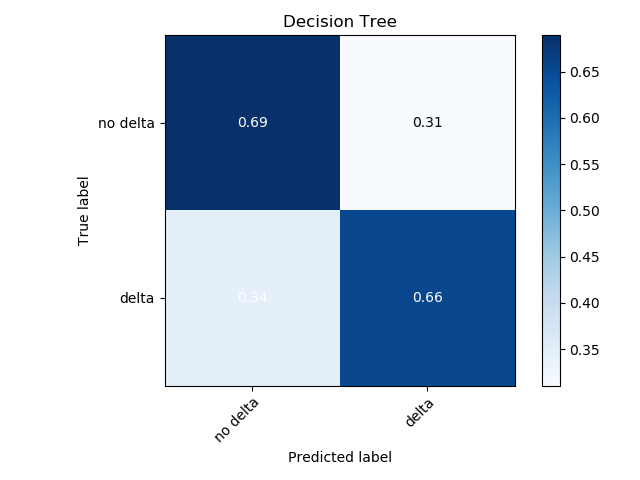 Decision Tree
True label
no delta
0.69
0.31
delta
0.34
0.66
no delta
delta
Predicted label
0.65
0.60
0.55
0.50
0.45
0.40
0.35